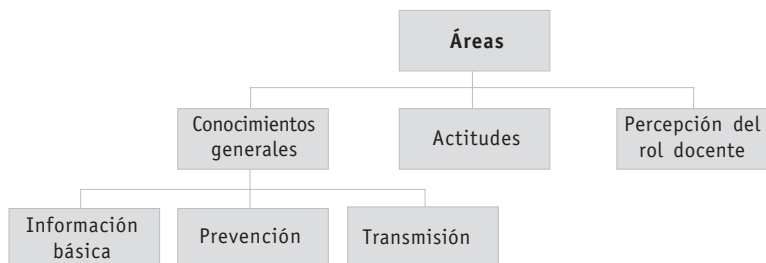 Áreas
Conocimientos
generales
Actitudes
Percepción del
rol docente
Información
básica
Prevención
Transmisión